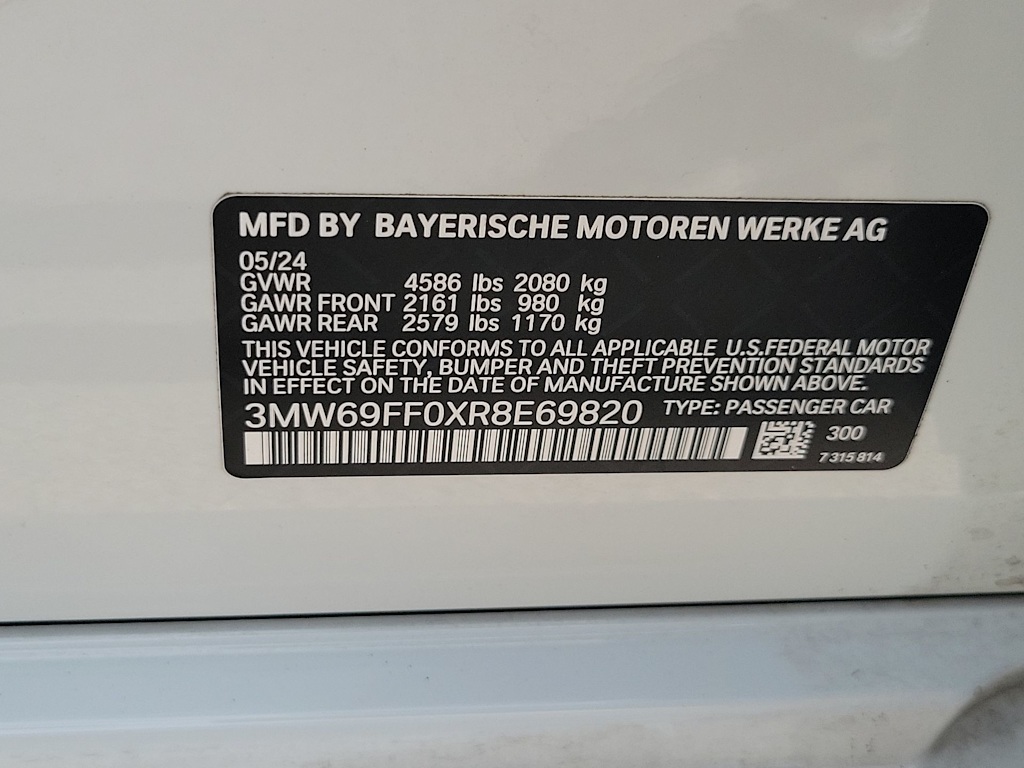 MFD BY BAYERISCHE MOTOREN WERKE AG
05/24
GVWR 4586 lbs 2080 kg
GAWR FRONT 2161 lbs 980 kg
GAWR REAR 2579 lbs 1170 kg
THIS VEHICLE CONFORMS TO ALL APPLICABLE U.S.FEDERAL MOTOR
VEHICLE SAFETY, BUMPER AND THEFT PREVENTION STANDARDS
IN EFFECT ON THE DATE OF MANUFACTURE SHOWN ABOVE.
3MW69FF0XR8E69820 TYPE: PASSENGER CAR
300
7 315 814